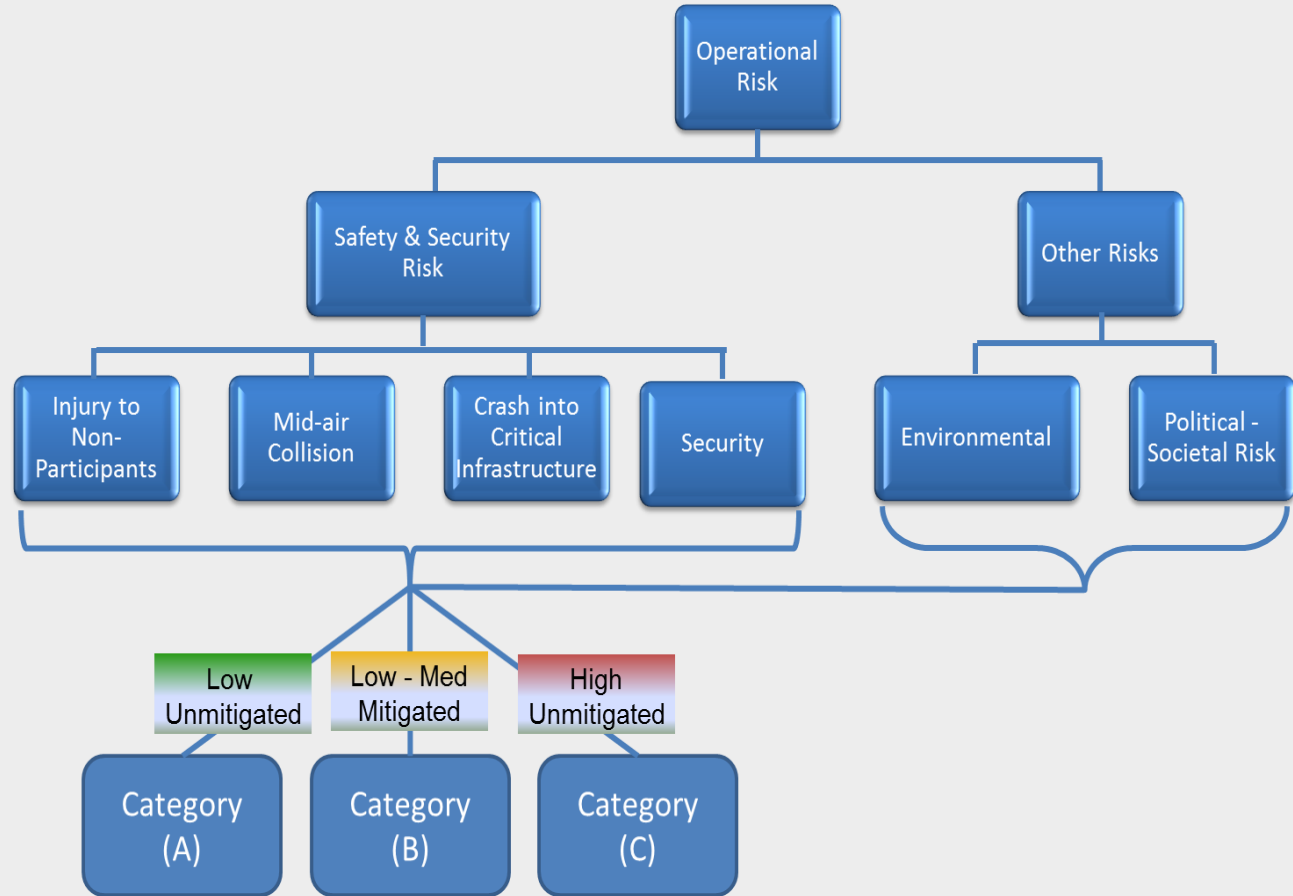 Operational
Risk
Safety & Security
Risk
Other Risks
Injury to
Non-
Participants
Mid-air
Collision
Crash into
Critical
Infrastructure
Security
Environmental
Political -
Societal Risk
Low
Unmitigated
Low - Med
Mitigated
High
Unmitigated
Category
(A)
Category
(B)
Category
(C)